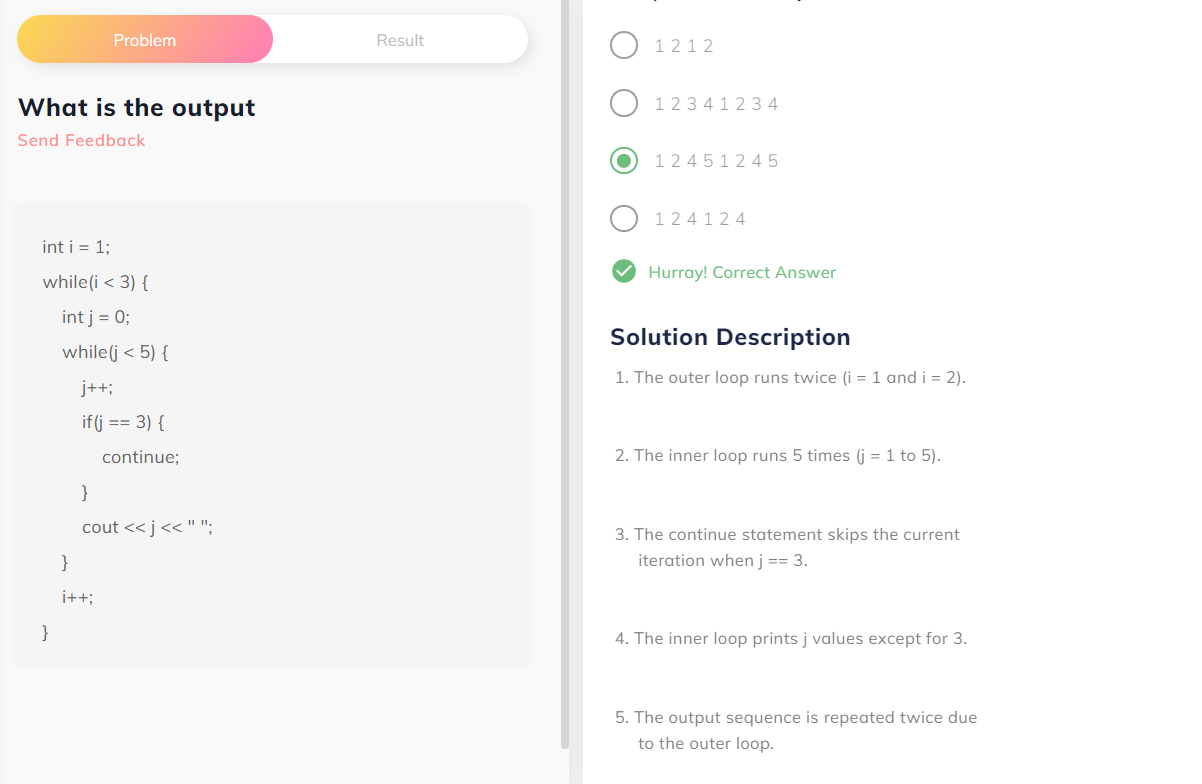 Problem
Result
What is the output
Send Feedback
int i = 1;
while(i < 3) {
int j = 0;
while(j < 5) {
j++;
if(j == 3) {
continue;
}
cout << j << " ";
}
i++;
}
1 2 1 2
1 2 3 4 1 2 3 4
1 2 4 5 1 2 4 5
1 2 4 1 2 4
Hurray! Correct Answer
Solution Description
1. The outer loop runs twice (i = 1 and i = 2).
2. The inner loop runs 5 times (j = 1 to 5).
3. The continue statement skips the current
iteration when j == 3.
4. The inner loop prints j values except for 3.
5. The output sequence is repeated twice due
to the outer loop.